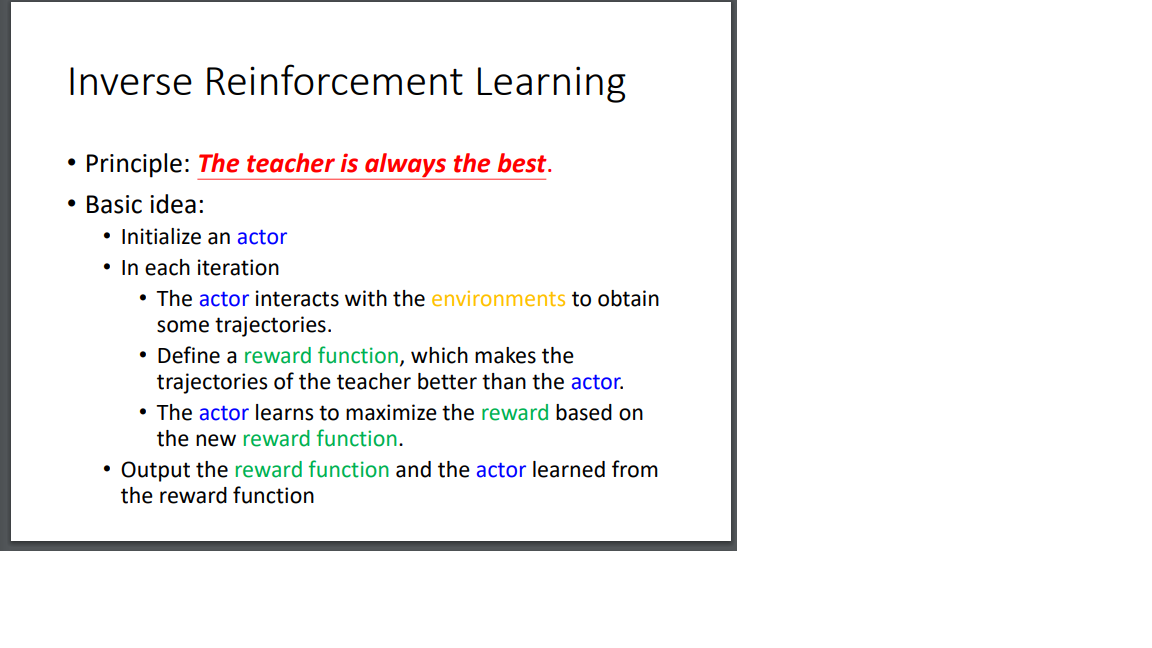 Inverse Reinforcement Learning
• Principle: The teacher is always the best.
• Basic idea:
• Initialize an actor
• In each iteration
• The actor interacts with the environments to obtain
some trajectories.
• Define a reward function, which makes the
trajectories of the teacher better than the actor.
• The actor learns to maximize the reward based on
the new reward function.
• Output the reward function and the actor learned from
the reward function